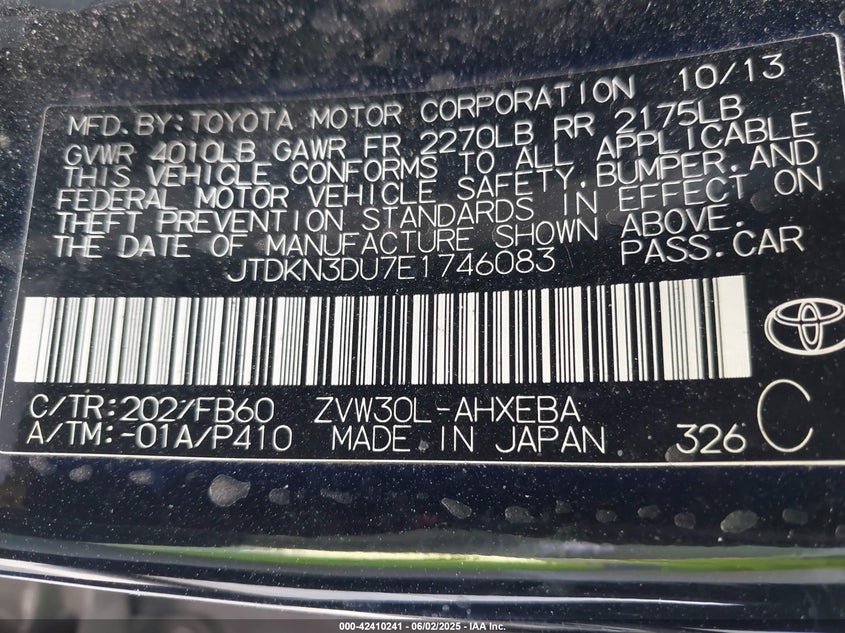 10/13
MFD.BY:TOYOTA MOTOR CORPORATION
GVWR 4010LB GAWR FR 2270LB RR 2175LB
THIS VEHICLE CONFORMS TO ALL APPLICABLE
FEDERAL MOTOR VEHICLE SAFETY,BUMPER,AND
THEFT PREVENTION STANDARDS IN EFFECT ON
THE DATE OF MANUFACTURE SHOWN ABOVE.
JTDKN3DU7E1746083 PASS.CAR
C/TR:202/FB60 ZVW30L-AHXEBA
A/TM:-01A/P410 MADE IN JAPAN 326 C
000-42410241 - 06/02/2025 - IAA Inc.